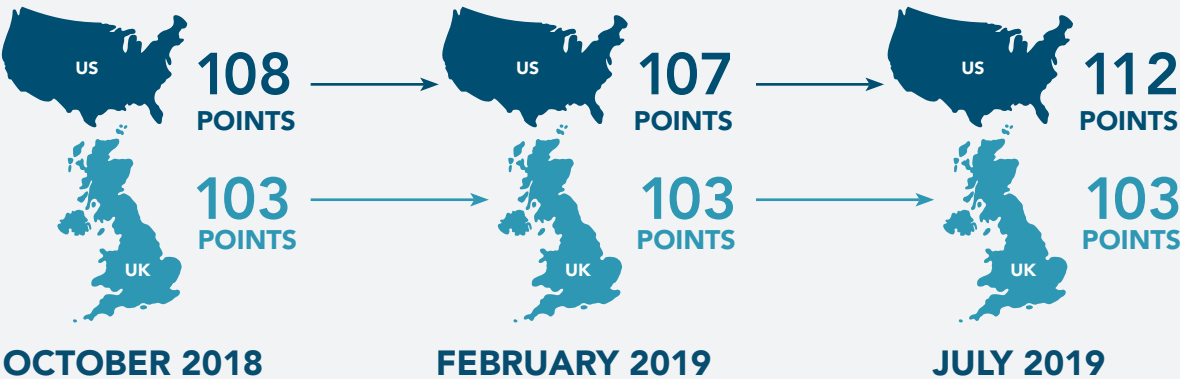 US
108
POINTS
US
107
POINTS
US
112
POINTS
UK
103
POINTS
UK
103
POINTS
UK
103
POINTS
OCTOBER 2018
FEBRUARY 2019
JULY 2019